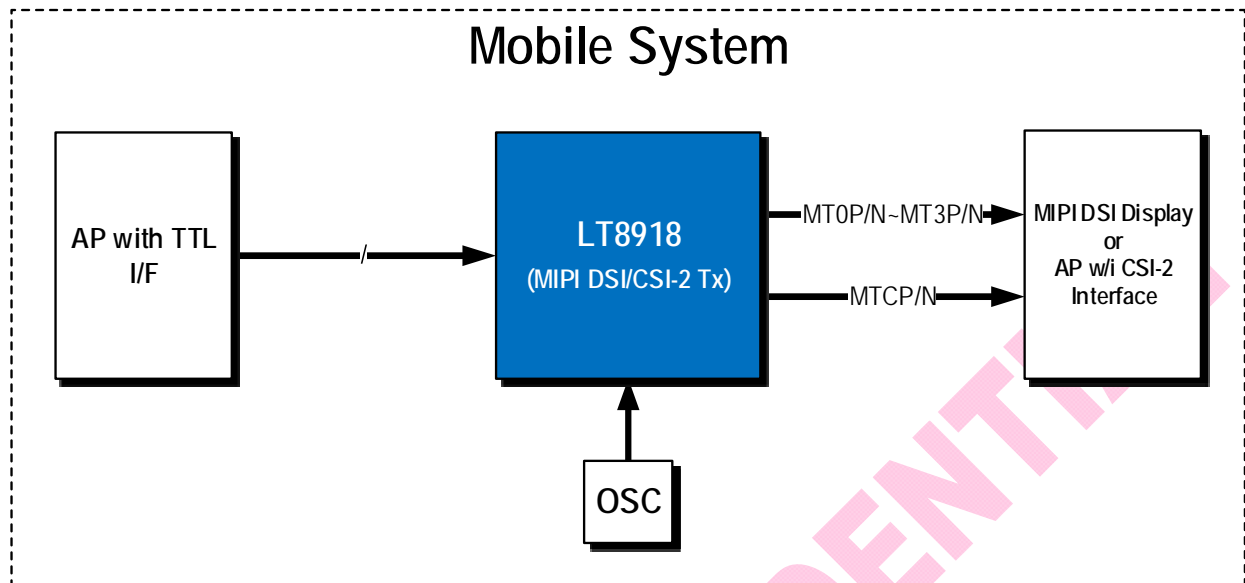 Mobile System
AP with TTL
I/F
/
LT8918
(MIPI DSI/CSI-2 Tx)
MT0P/N~MT3P/N
MTCP/N
MIPI DSI Display
or
AP w/i CSI-2
Interface
OSC